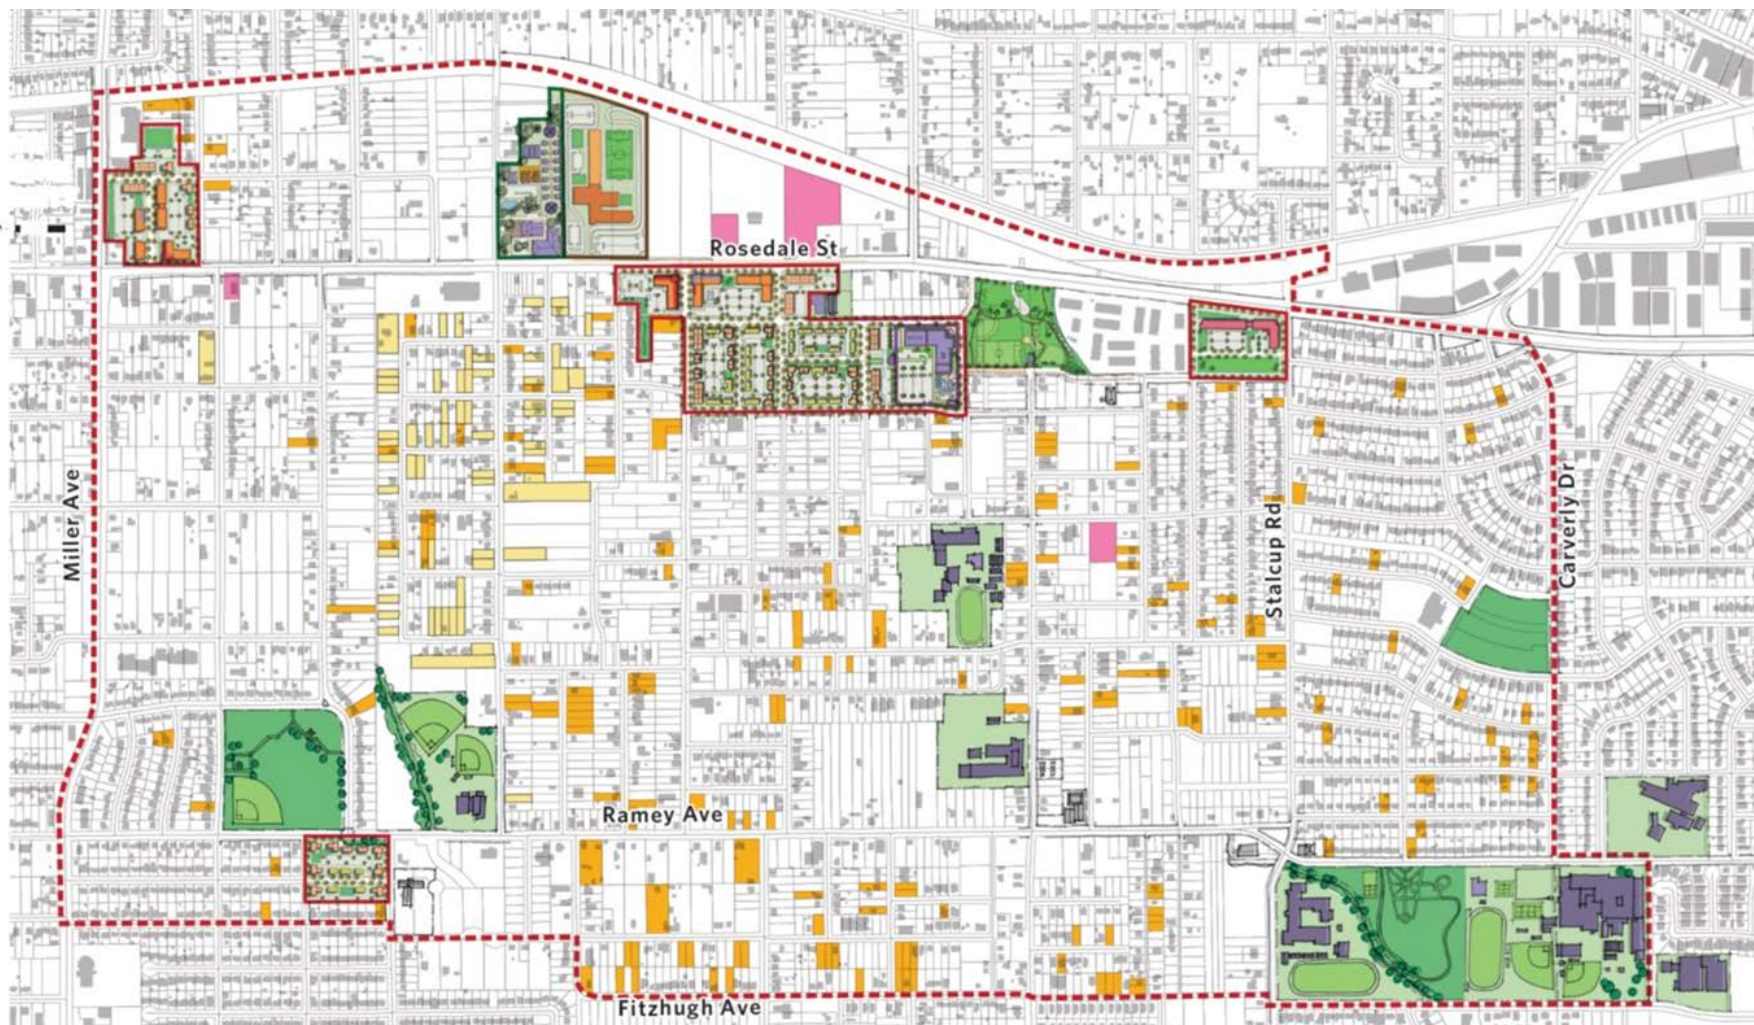 Rosedale St
Miller Ave
Stalcup Rd
Carverly Dr
Ramey Ave
Fitzhugh Ave